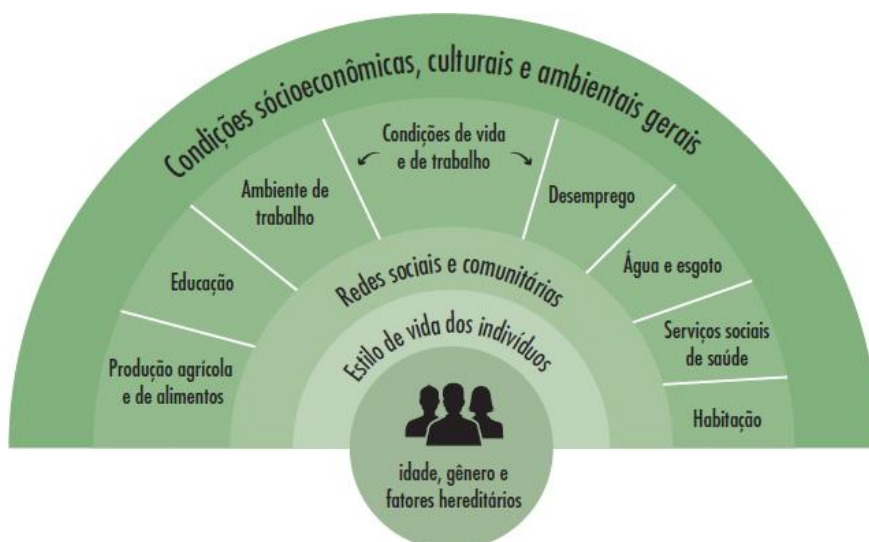 Condições sócioeconômicas, culturais e ambientais gerais
Condições de vida
e de trabalho
Ambiente de
trabalho
Desemprego
Educação
Água e esgoto
Produção agrícola
e de alimentos
Serviços sociais
de saúde
Habitação
Redes sociais e comunitárias
Estilo de vida dos indivíduos
idade, gênero e
fatores hereditários